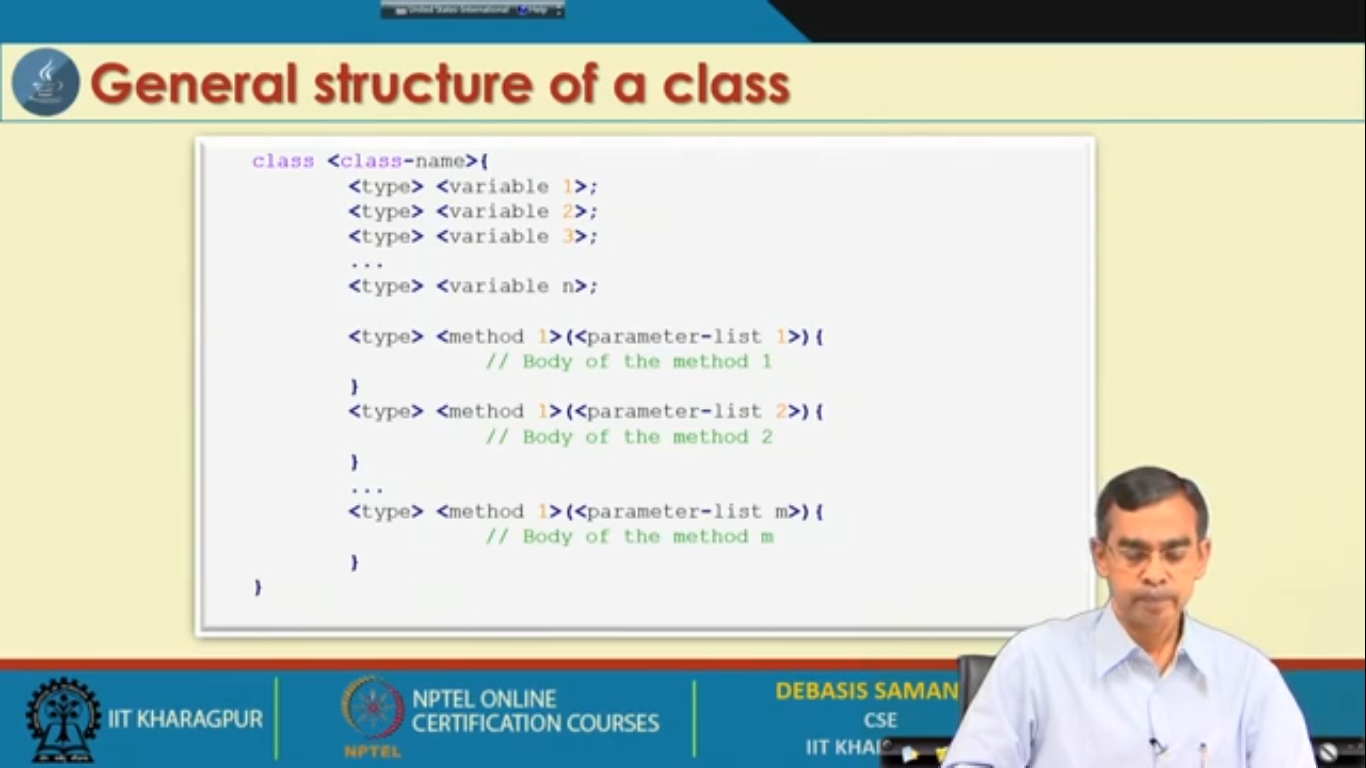 United States International Help
General structure of a class
class <class-name>{
<type> <variable 1>;
<type> <variable 2>;
<type> <variable 3>;
...
<type> <variable n>;
<type> <method 1>(<parameter-list 1>){
// Body of the method 1
}
<type> <method 1>(<parameter-list 2>){
// Body of the method 2
}
...
<type> <method 1>(<parameter-list m>){
// Body of the method m
}
}
IIT KHARAGPUR
NPTEL
NPTEL ONLINE
CERTIFICATION COURSES
DEBASIS SAMAN
CSE
IIT KHA